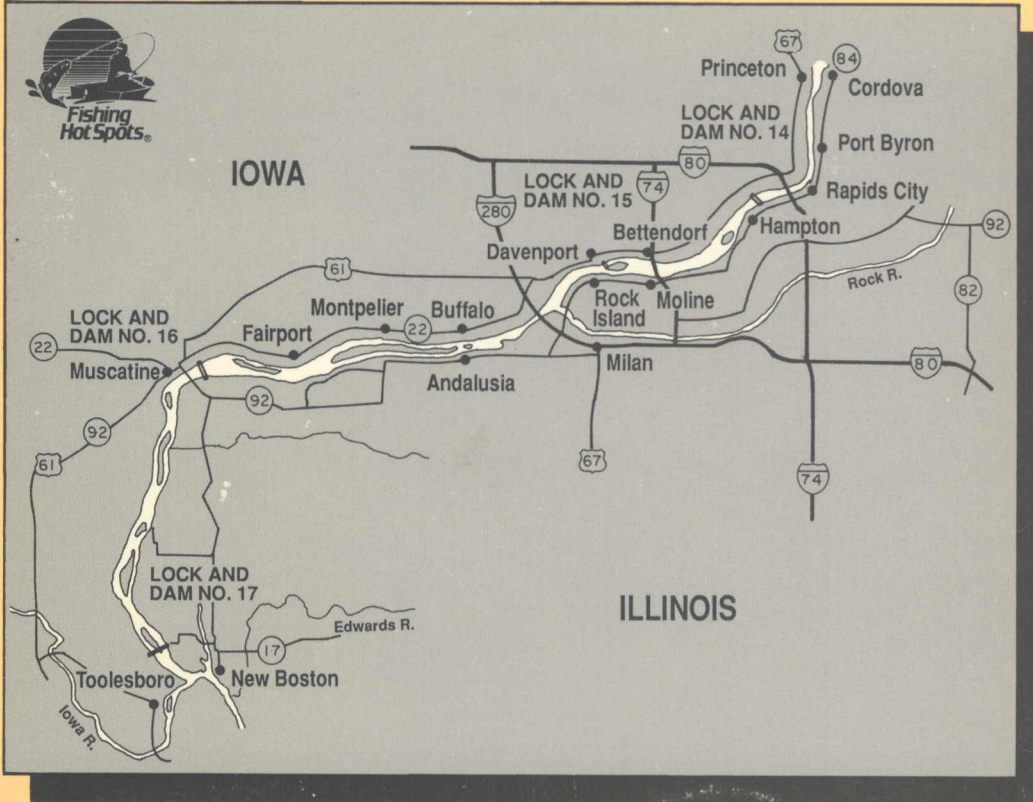 Fishing
Hot Spots®
67
84
Princeton
Cordova
LOCK AND
DAM NO. 14
Port Byron
IOWA
80
LOCK AND
DAM NO. 15
74
280
Rapids City
Bettendorf
Hampton
92
Davenport
61
Rock R.
82
Rock
Island
Moline
Montpelier
Buffalo
LOCK AND
DAM NO. 16
22
Fairport
22
Milan
80
Muscatine
Andalusia
92
92
61
67
74
LOCK AND
DAM NO. 17
ILLINOIS
Edwards R.
17
Toolesboro
New Boston
Iowa R.